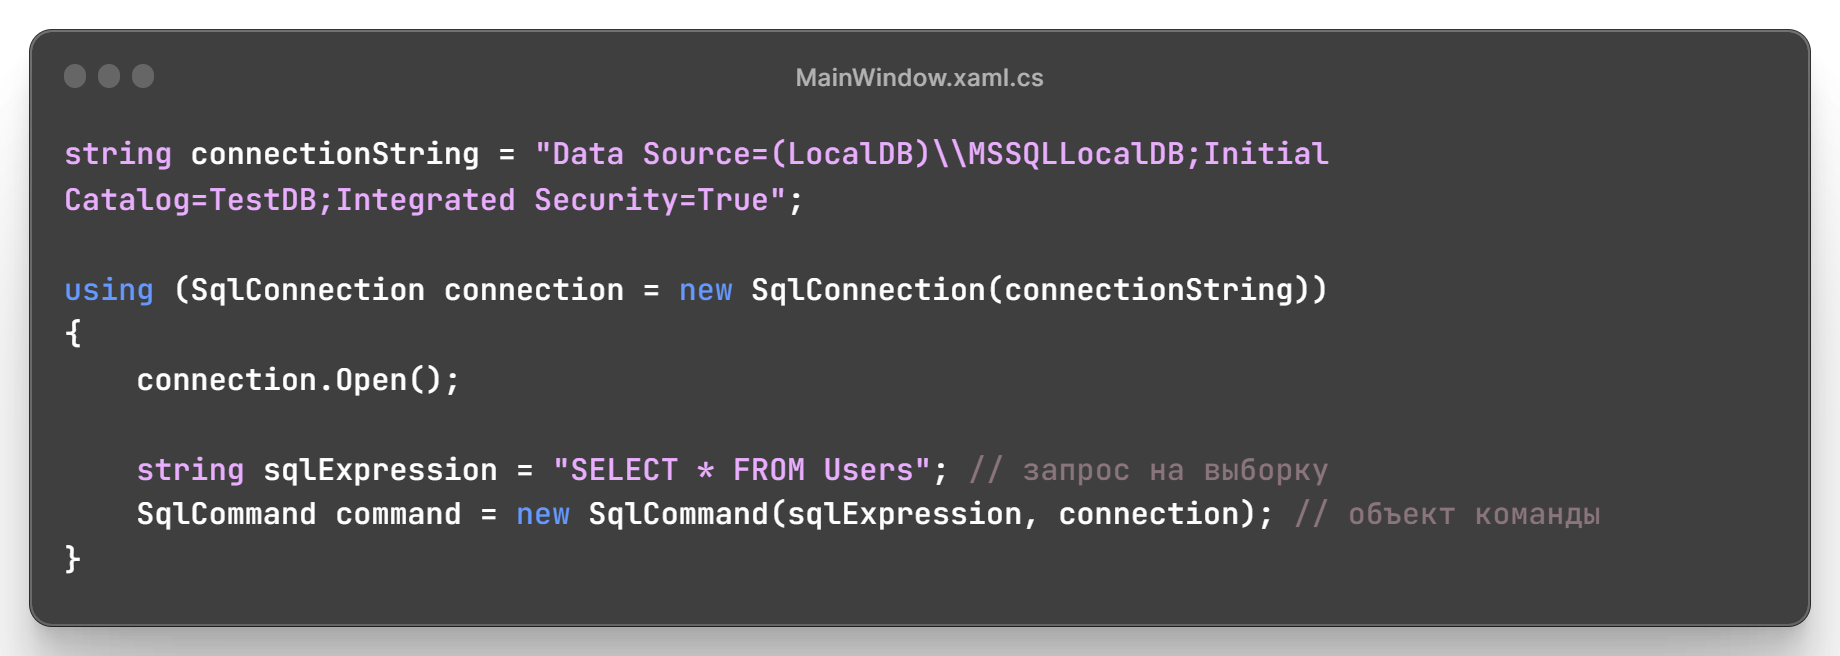 MainWindow.xaml.cs
string connectionString = "Data Source=(LocalDB)\\MSSQLLocalDB;Initial
Catalog=TestDB;Integrated Security=True";
using (SqlConnection connection = new SqlConnection(connectionString))
{
    connection.Open();
    string sqlExpression = "SELECT * FROM Users"; // запрос на выборку
    SqlCommand command = new SqlCommand(sqlExpression, connection); // объект команды
}